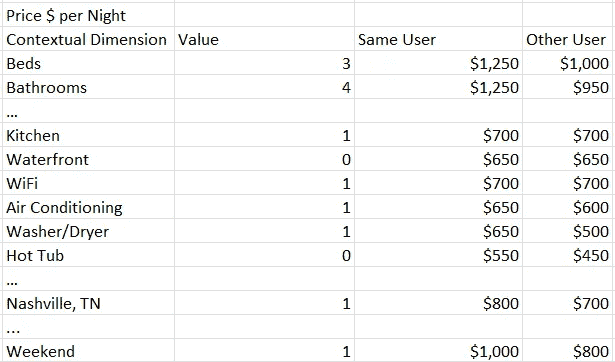 Price $ per Night
Contextual Dimension Value Same User Other User
Beds 3 $1,250 $1,000
Bathrooms 4 $1,250 $950
...
Kitchen 1 $700 $700
Waterfront 0 $650 $650
WiFi 1 $700 $700
Air Conditioning 1 $650 $600
Washer/Dryer 1 $650 $500
Hot Tub 0 $550 $450
...
Nashville, TN 1 $800 $700
...
Weekend 1 $1,000 $800